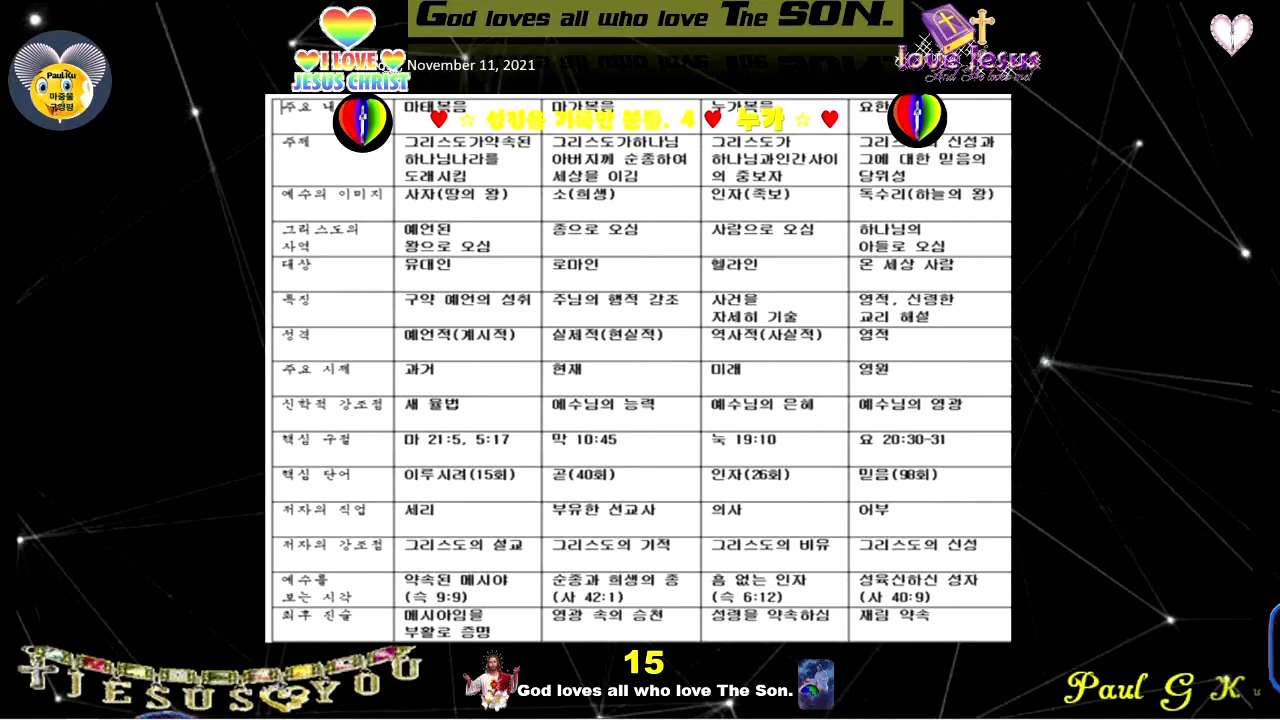 God loves all who love The SON.
I LOVE
JESUS CHRIST
love Jesus
And He loves me!
November 11, 2021
Paul Ku
마중물
구정평
주요 내 마태복음 마가복음 누가복음 요한
☆ 성경을 기록한 분들. 4 ♥ 누가 ☆
주제 그리스도가약속된 그리스도가하나님 그리스도가 신성과
하나님나라를 아버지께 순종하여 하나님과인간사이 그에 대한 믿음의
도래시킴 세상을 이김 의 중보자 당위성
예수의 이미지 사자(땅의 왕) 소(희생) 인자(족보) 독수리(하늘의 왕)
그리스도의 예언된 종으로 오심 사람으로 오심 하나님의
사역 왕으로 오심 아들로 오심
대상 유대인 로마인 헬라인 온 세상 사람
특징 구약 예언의 성취 주님의 행적 강조 사건을 영적, 신령한
자세히 기술 교리 해설
성격 예언적(계시적) 실제적(현실적) 역사적(사실적) 영적
주요 시제 과거 현재 미래 영원
신학적 강조점 새 율법 예수님의 능력 예수님의 은혜 예수님의 영광
핵심 구절 마 21:5, 5:17 막 10:45 눅 19:10 요 20:30-31
핵심 단어 이루시려(15회) 곧(40회) 인자(26회) 믿음(98회)
저자의 직업 세리 부유한 선교사 의사 어부
저자의 강조점 그리스도의 설교 그리스도의 기적 그리스도의 비유 그리스도의 신성
예수를 약속된 메시야 순종과 희생의 종 흠 없는 인자 성육신하신 성자
보는 시각 (슥 9:9) (사 42:1) (슥 6:12) (사 40:9)
최후 진술 메시야임을 영광 속의 승천 성령을 약속하심 재림 약속
부활로 증명
15
God loves all who love The Son.
JESUS YOU
Paul G Ku